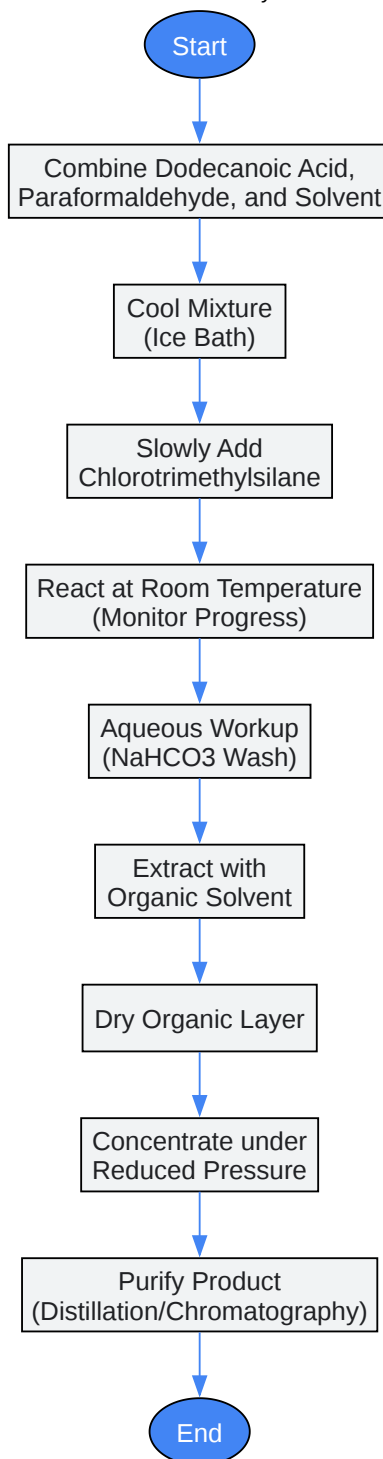 Start
Combine Dodecanoic Acid,
Paraformaldehyde, and Solvent
Cool Mixture
(Ice Bath)
Slowly Add
Chlorotrimethylsilane
React at Room Temperature
(Monitor Progress)
Aqueous Workup
(NaHCO3 Wash)
Extract with
Organic Solvent
Dry Organic Layer
Concentrate under
Reduced Pressure
Purify Product
(Distillation/Chromatography)
End